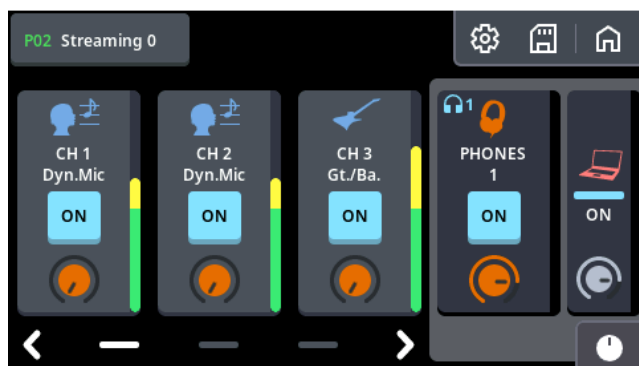 P02 Streaming 0
CH 1
Dyn.Mic
ON
CH 2
Dyn.Mic
ON
CH 3
Gt./Ba.
ON
1
PHONES
1
ON
ON